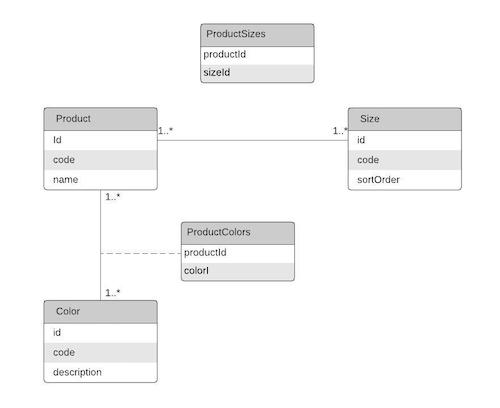 ProductSizes
productId
sizeId
Product
Id
code
name
1..*
1..*
Size
id
code
sortOrder
1..*
ProductColors
productId
colorI
1..*
Color
id
code
description